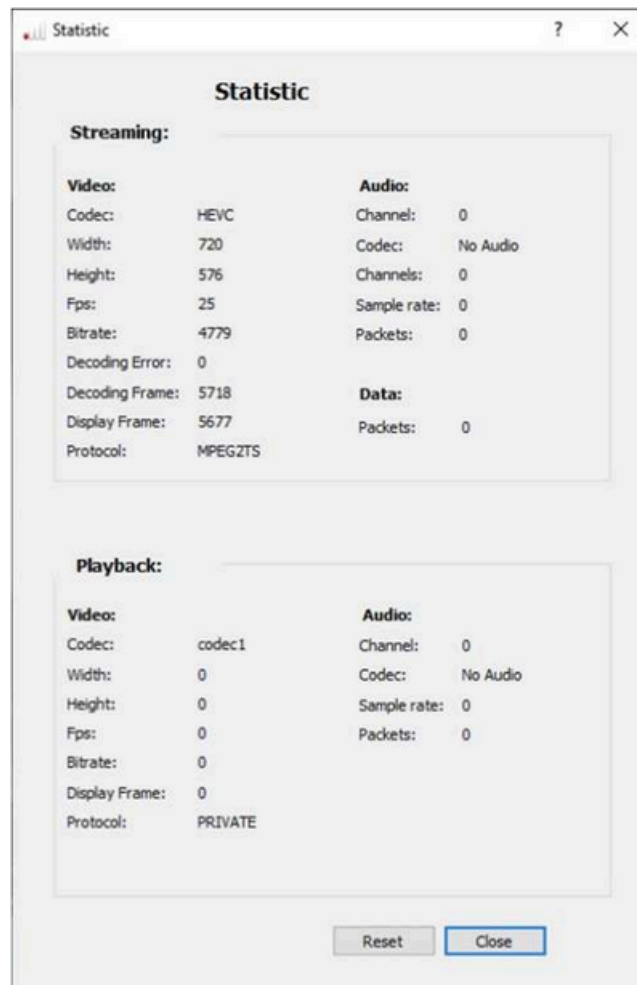 Statistic ?
Statistic
Streaming:
Video: Audio:
Codec: HEVC Channel: 0
Width: 720 Codec: No Audio
Height: 576 Channels: 0
Fps: 25 Sample rate: 0
Bitrate: 4779 Packets: 0
Decoding Error: 0
Decoding Frame: 5718 Data:
Display Frame: 5677 Packets: 0
Protocol: MPEG2TS
Playback:
Video: Audio:
Codec: codec1 Channel: 0
Width: 0 Codec: No Audio
Height: 0 Sample rate: 0
Fps: 0 Packets: 0
Bitrate: 0
Display Frame: 0
Protocol: PRIVATE
Reset Close